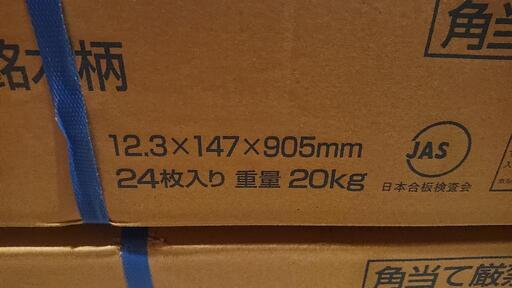 角当
銘木柄
12.3×147×905mm
24枚入り 重量 20kg
JAS
日本合板検査会
角当て厳禁